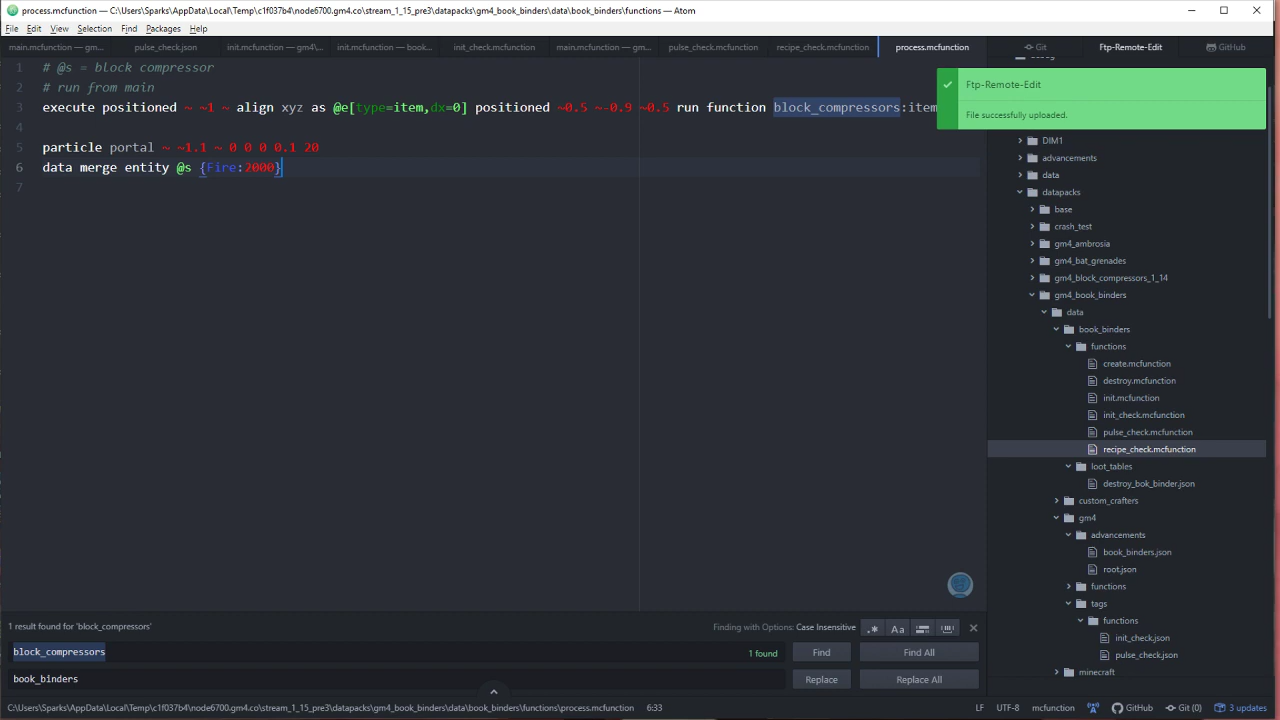 process.mcfunction — C:\Users\Sparks\AppData\Local\Temp\c1f037b4\node6700.gm4.co\stream_1_15_pre3\datapacks\gm4_book_binders\data\book_binders\functions — Atom
File Edit View Selection Find Packages Help
main.mcfunction — gm... pulse_check.json init.mcfunction — gm4\... init.mcfunction — book... init_check.mcfunction main.mcfunction — gm... pulse_check.mcfunction recipe_check.mcfunction process.mcfunction Git Ftp-Remote-Edit GitHub
1 # @s = block compressor
2 # run from main
3 execute positioned ~ ~1 ~ align xyz as @e[type=item,dx=0] positioned ~0.5 ~-0.9 ~0.5 run function block_compressors:item
4
5 particle portal ~ ~1.1 ~ 0 0 0 0.1 20
6 data merge entity @s {Fire:2000}
7
Ftp-Remote-Edit
File successfully uploaded.
DIM1
advancements
data
datapacks
base
crash_test
gm4_ambrosia
gm4_bat_grenades
gm4_block_compressors_1_14
gm4_book_binders
data
book_binders
functions
create.mcfunction
destroy.mcfunction
init.mcfunction
init_check.mcfunction
pulse_check.mcfunction
recipe_check.mcfunction
loot_tables
destroy_bok_binder.json
custom_crafters
gm4
advancements
book_binders.json
root.json
functions
tags
functions
init_check.json
pulse_check.json
minecraft
1 result found for 'block_compressors' Finding with Options: Case Insensitive .* Aa
block_compressors 1 found Find Find All
book_binders Replace Replace All
C:\Users\Sparks\AppData\Local\Temp\c1f037b4\node6700.gm4.co\stream_1_15_pre3\datapacks\gm4_book_binders\data\book_binders\functions\process.mcfunction 6:33 LF UTF-8 mcfunction GitHub Git (0) 3 updates